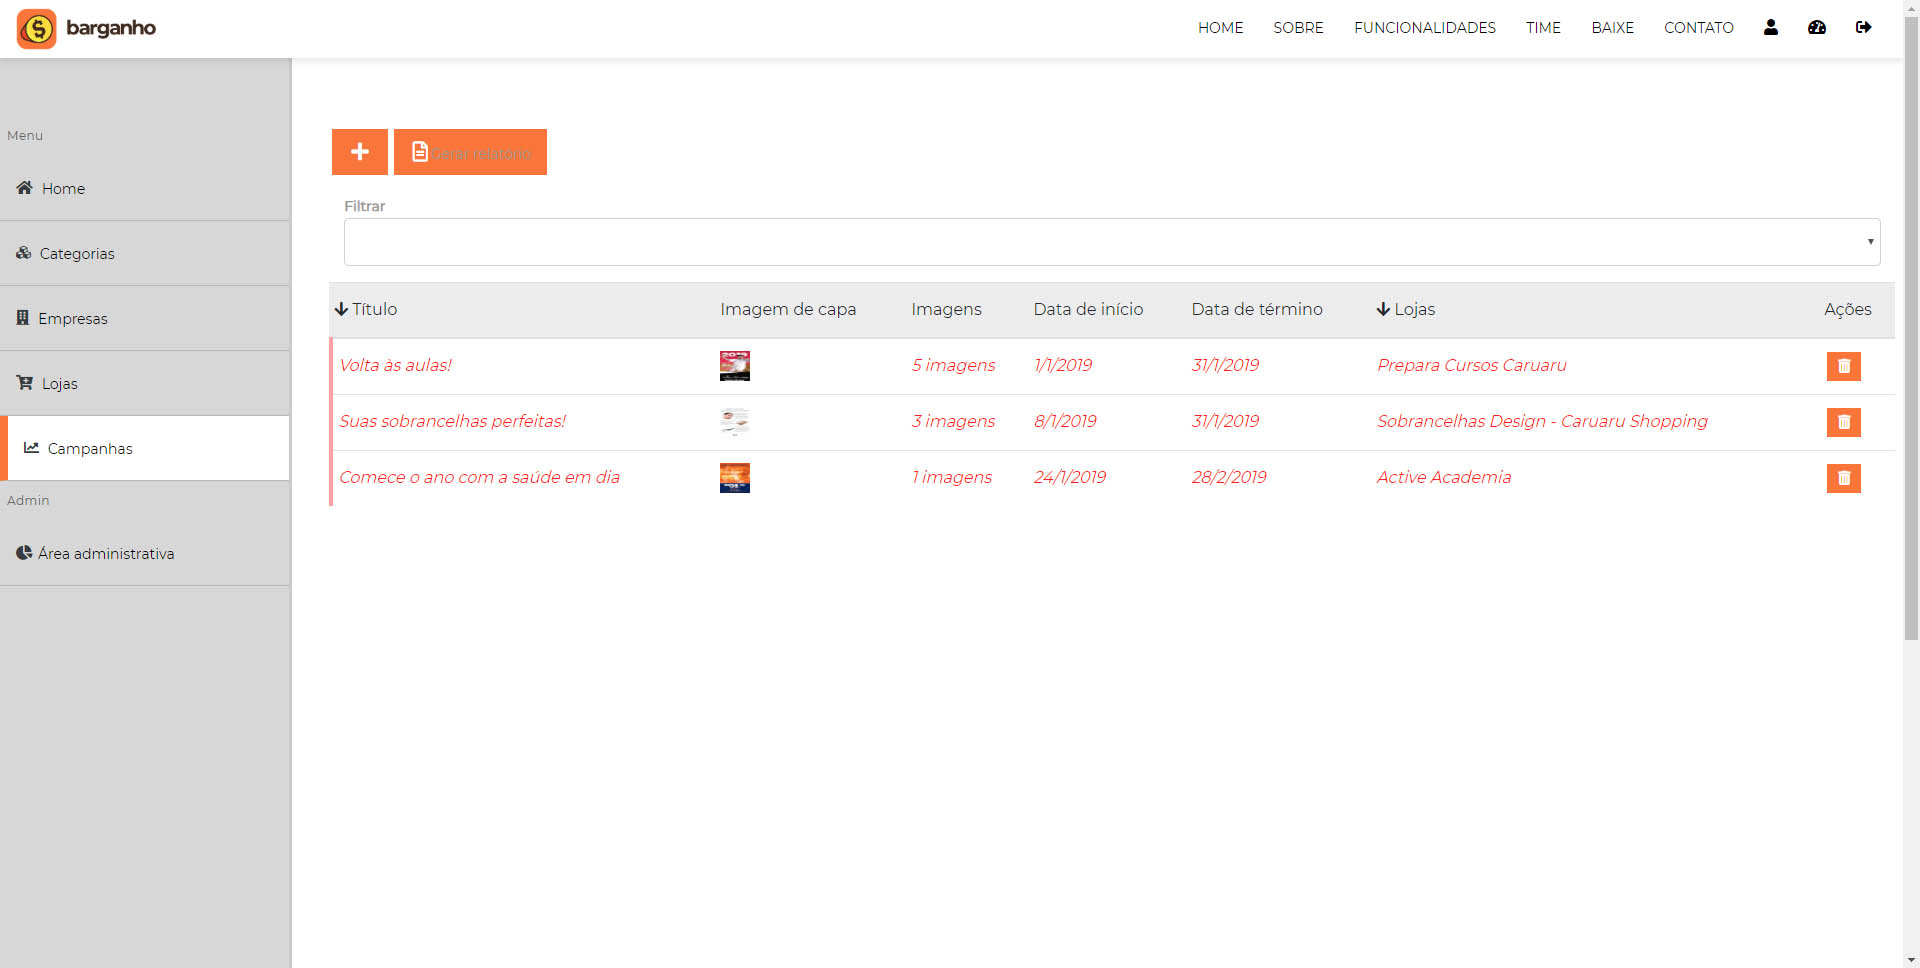 barganho
HOME SOBRE FUNCIONALIDADES TIME BAIXE CONTATO
Menu
Home
Categorias
Empresas
Lojas
Campanhas
Admin
Área administrativa
Gerar relatório
Filtrar
Título Imagem de capa Imagens Data de início Data de término Lojas Ações
Volta às aulas! 5 imagens 1/1/2019 31/1/2019 Prepara Cursos Caruaru
Suas sobrancelhas perfeitas! 3 imagens 8/1/2019 31/1/2019 Sobrancelhas Design - Caruaru Shopping
Comece o ano com a saúde em dia 1 imagens 24/1/2019 28/2/2019 Active Academia